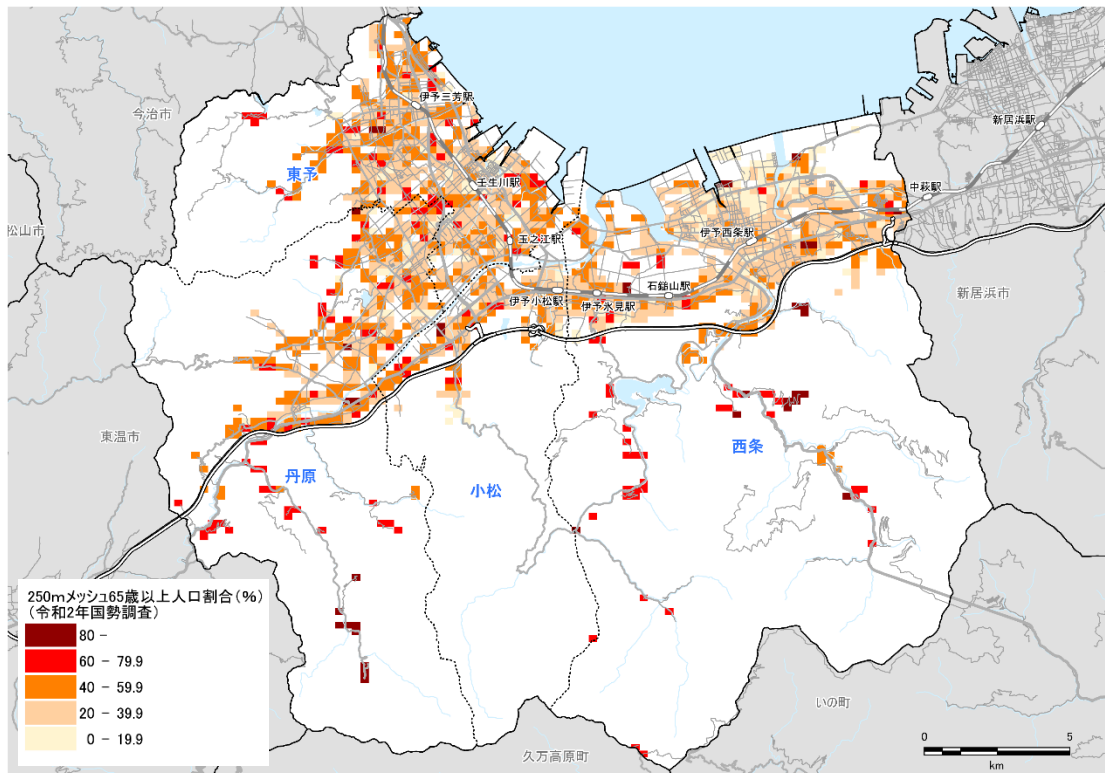 今治市
伊予三芳駅
新居浜駅
東予
壬生川駅
中萩駅
松山市
玉之江駅
伊予西条駅
石鎚山駅
伊予小松駅
伊予氷見駅
新居浜市
東温市
丹原
小松
西条
250mメッシュ65歳以上人口割合(%)
(令和2年国勢調査)
80 -
60 - 79.9
40 - 59.9
20 - 39.9
0 - 19.9
いの町
久万高原町
0 5
km